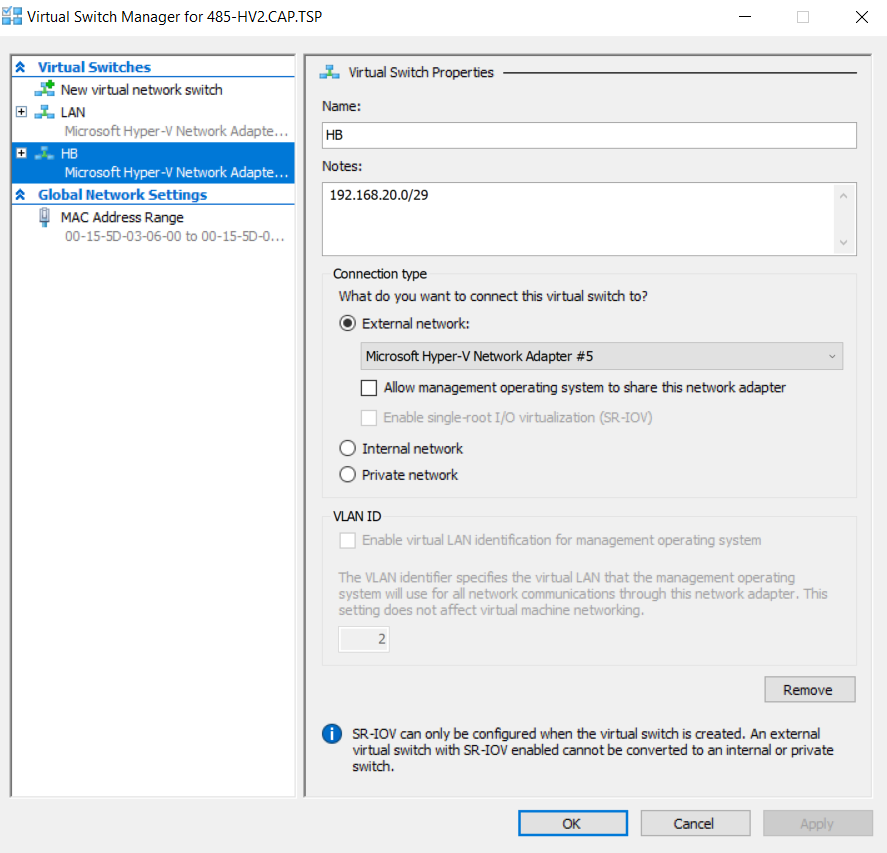 Virtual Switch Manager for 485-HV2.CAP.TSP
Virtual Switches
New virtual network switch
LAN
Microsoft Hyper-V Network Adapte...
HB
Microsoft Hyper-V Network Adapte...
Global Network Settings
MAC Address Range
00-15-5D-03-06-00 to 00-15-5D-0...
Virtual Switch Properties
Name:
HB
Notes:
192.168.20.0/29
Connection type
What do you want to connect this virtual switch to?
External network:
Microsoft Hyper-V Network Adapter #5
Allow management operating system to share this network adapter
Enable single-root I/O virtualization (SR-IOV)
Internal network
Private network
VLAN ID
Enable virtual LAN identification for management operating system
The VLAN identifier specifies the virtual LAN that the management operating
system will use for all network communications through this network adapter. This
setting does not affect virtual machine networking.
2
Remove
SR-IOV can only be configured when the virtual switch is created. An external
virtual switch with SR-IOV enabled cannot be converted to an internal or private
switch.
OK
Cancel
Apply